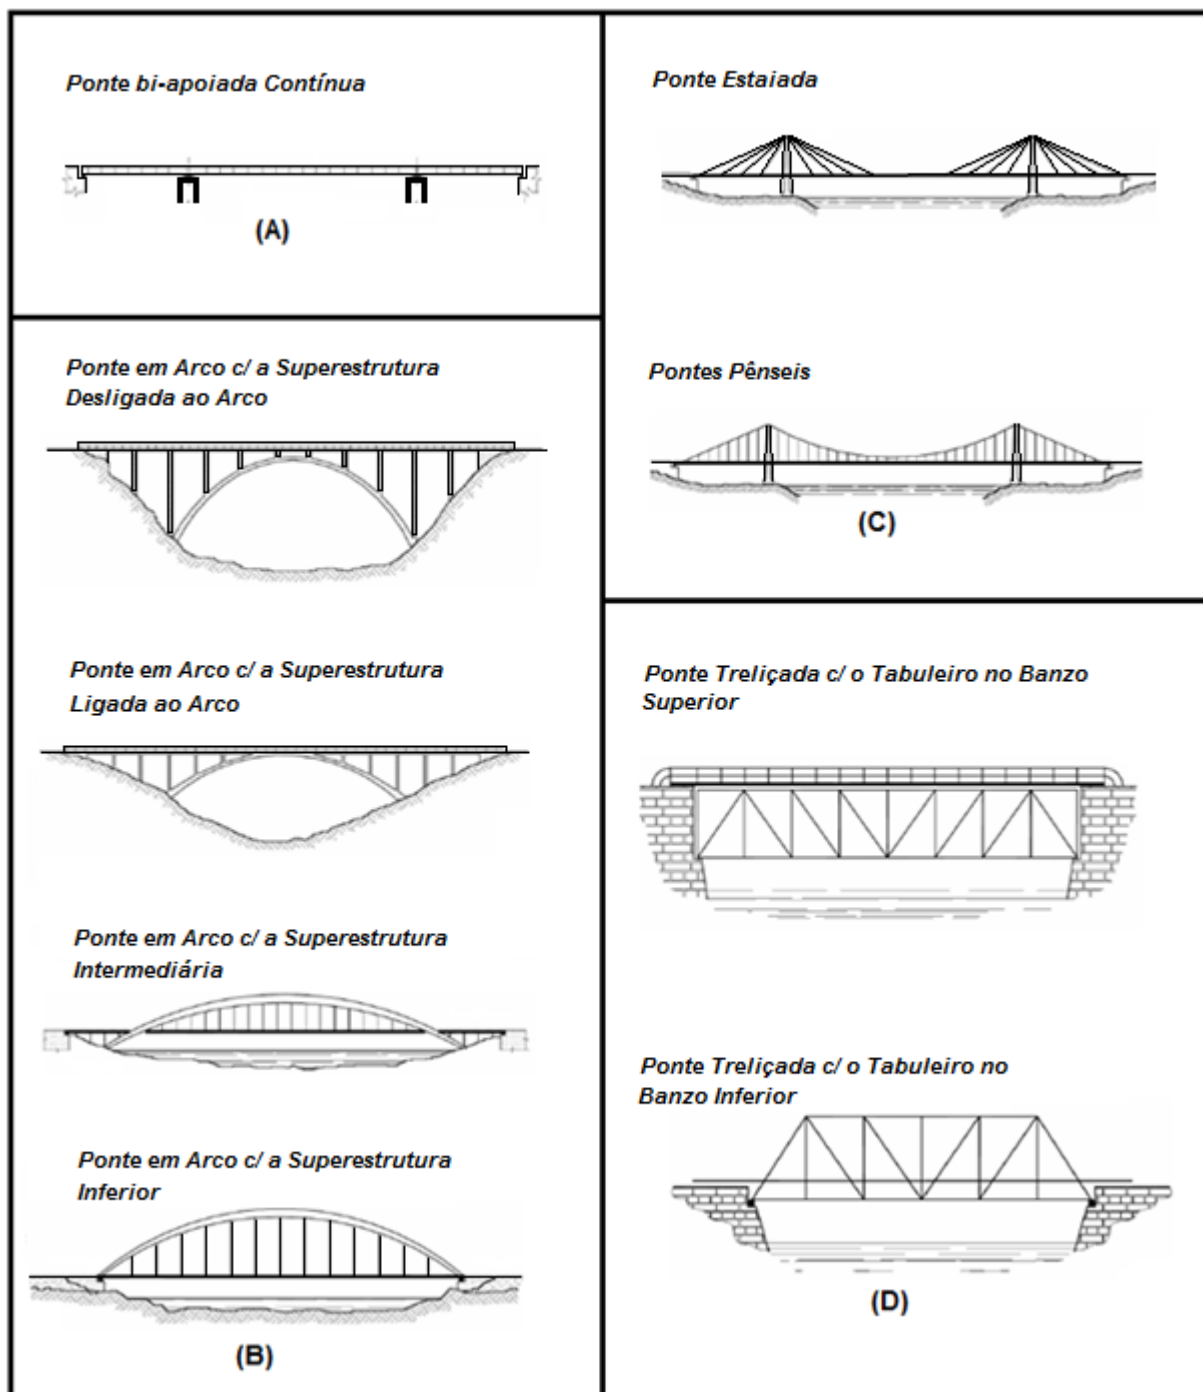 Ponte bi-apoiada Contínua
(A)
Ponte em Arco c/ a Superestrutura
Desligada ao Arco
Ponte em Arco c/ a Superestrutura
Ligada ao Arco
Ponte em Arco c/ a Superestrutura
Intermediária
Ponte em Arco c/ a Superestrutura
Inferior
(B)
Ponte Estaiada
Pontes Pênseis
(C)
Ponte Treliçada c/ o Tabuleiro no Banzo
Superior
Ponte Treliçada c/ o Tabuleiro no
Banzo Inferior
(D)